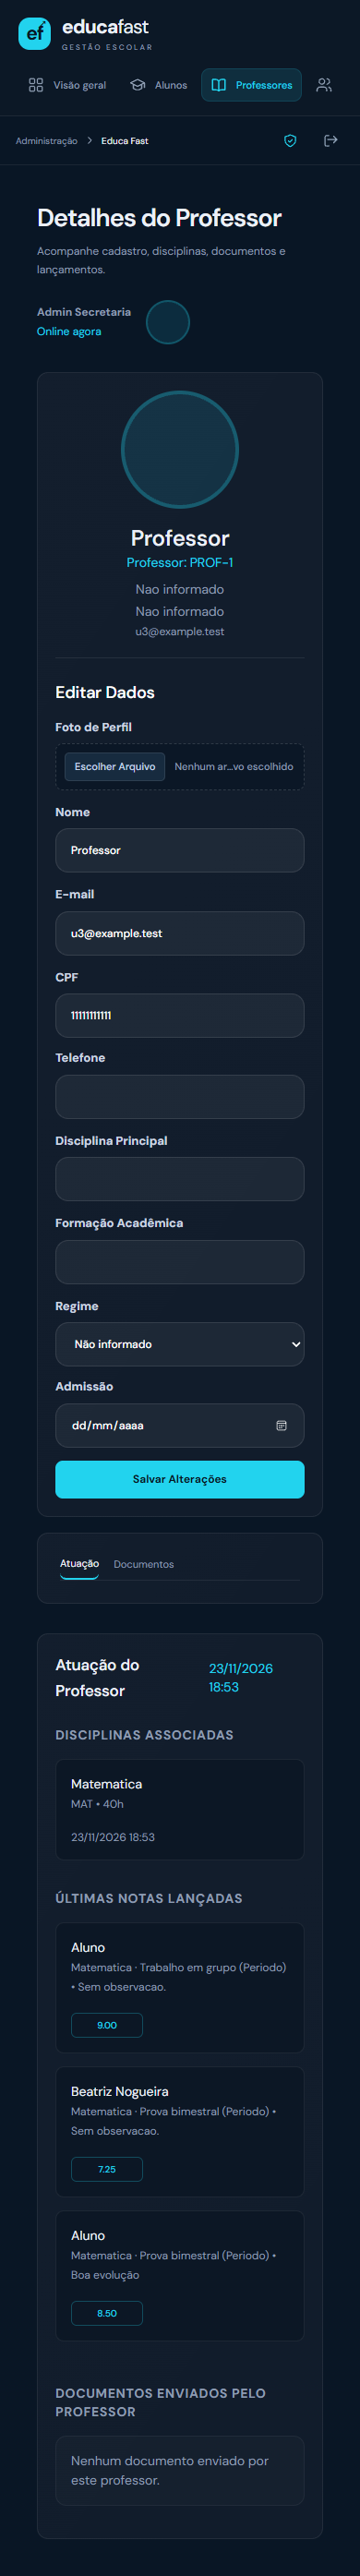 ef educafast
GESTÃO ESCOLAR
Visão geral Alunos Professores
Administração > Educa Fast
Detalhes do Professor
Acompanhe cadastro, disciplinas, documentos e
lançamentos.
Admin Secretaria
Online agora
Professor
Professor: PROF-1
Nao informado
Nao informado
u3@example.test
Editar Dados
Foto de Perfil
Escolher Arquivo Nenhum ar...vo escolhido
Nome
Professor
E-mail
u3@example.test
CPF
11111111111
Telefone
Disciplina Principal
Formação Acadêmica
Regime
Não informado
Admissão
dd/mm/aaaa
Salvar Alterações
Atuação Documentos
Atuação do
Professor
23/11/2026
18:53
DISCIPLINAS ASSOCIADAS
Matematica
MAT • 40h
23/11/2026 18:53
ÚLTIMAS NOTAS LANÇADAS
Aluno
Matematica · Trabalho em grupo (Periodo)
• Sem observacao.
9.00
Beatriz Nogueira
Matematica · Prova bimestral (Periodo) •
Sem observacao.
7.25
Aluno
Matematica · Prova bimestral (Periodo) •
Boa evolução
8.50
DOCUMENTOS ENVIADOS PELO
PROFESSOR
Nenhum documento enviado por
este professor.